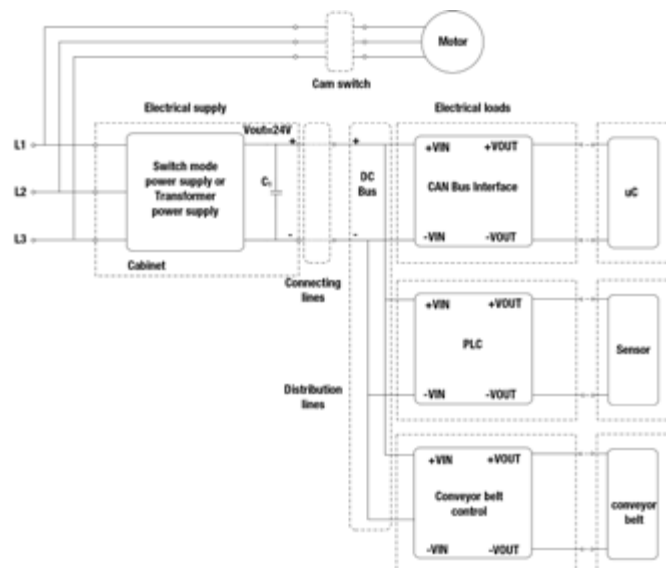 Motor
Cam switch
Electrical supply
Electrical loads
Vout=24V
L1
L2
L3
Switch mode
power supply or
Transformer
power supply
C1
+
-
Cabinet
Connecting
lines
+
DC
Bus
-
Distribution
lines
+VIN +VOUT
CAN Bus Interface
-VIN -VOUT
uC
+VIN +VOUT
PLC
-VIN -VOUT
Sensor
+VIN +VOUT
Conveyor belt
control
-VIN -VOUT
conveyor
belt